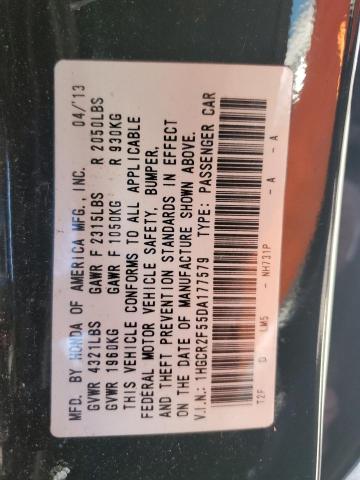 MFD. BY HONDA OF AMERICA MFG., INC. 04/'13
GVWR 4321LBS GAWR F 2315LBS R 2050LBS
GVWR 1960KG GAWR F 1050KG R 930KG
THIS VEHICLE CONFORMS TO ALL APPLICABLE
FEDERAL MOTOR VEHICLE SAFETY, BUMPER,
AND THEFT PREVENTION STANDARDS IN EFFECT
ON THE DATE OF MANUFACTURE SHOWN ABOVE.
V.I.N.: 1HGCR2F55DA177579 TYPE: PASSENGER CAR
T2F D LM5 - NH731P - A - A